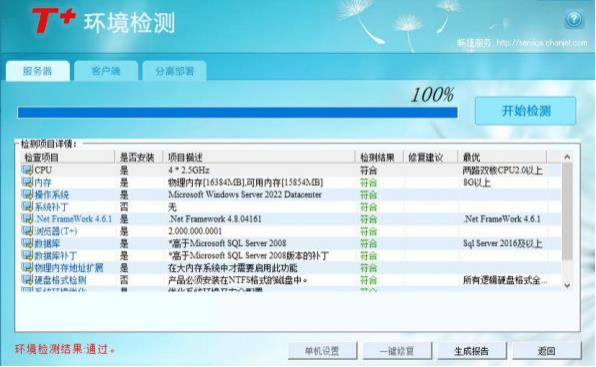 T+ 环境检测
畅捷服务: http://service.chanjet.com/
服务器 客户端 分离部署
100%
开始检测
检测项目详情:
检查项目 是否安装 项目描述 检测结果 修复建议 最优
CPU 是 4 * 2.5GHz 符合 两路双核CPU2.0以上
内存 是 物理内存[16384MB],可用内存[15854MB] 符合 8G以上
操作系统 是 Microsoft Windows Server 2022 Datacenter 符合
系统补丁 否 无 符合
.Net FrameWork 4.6.1 是 .Net Framework 4.8.04161 符合 .Net FrameWork 4.6.1
浏览器(T+) 是 2.000.000.0001 符合
数据库 是 *高于Microsoft SQL Server 2008 符合 Sql Server 2016及以上
数据库补丁 是 *高于Microsoft SQL Server 2008版本的补丁 符合
物理内存地址扩展 是 在大内存系统中才需要启用此功能 符合
硬盘格式检测 否 产品必须安装在NTFS格式的磁盘中。 符合 所有逻辑硬盘格式全...
环境检测结果:通过。
单机设置 一键修复 生成报告 返回